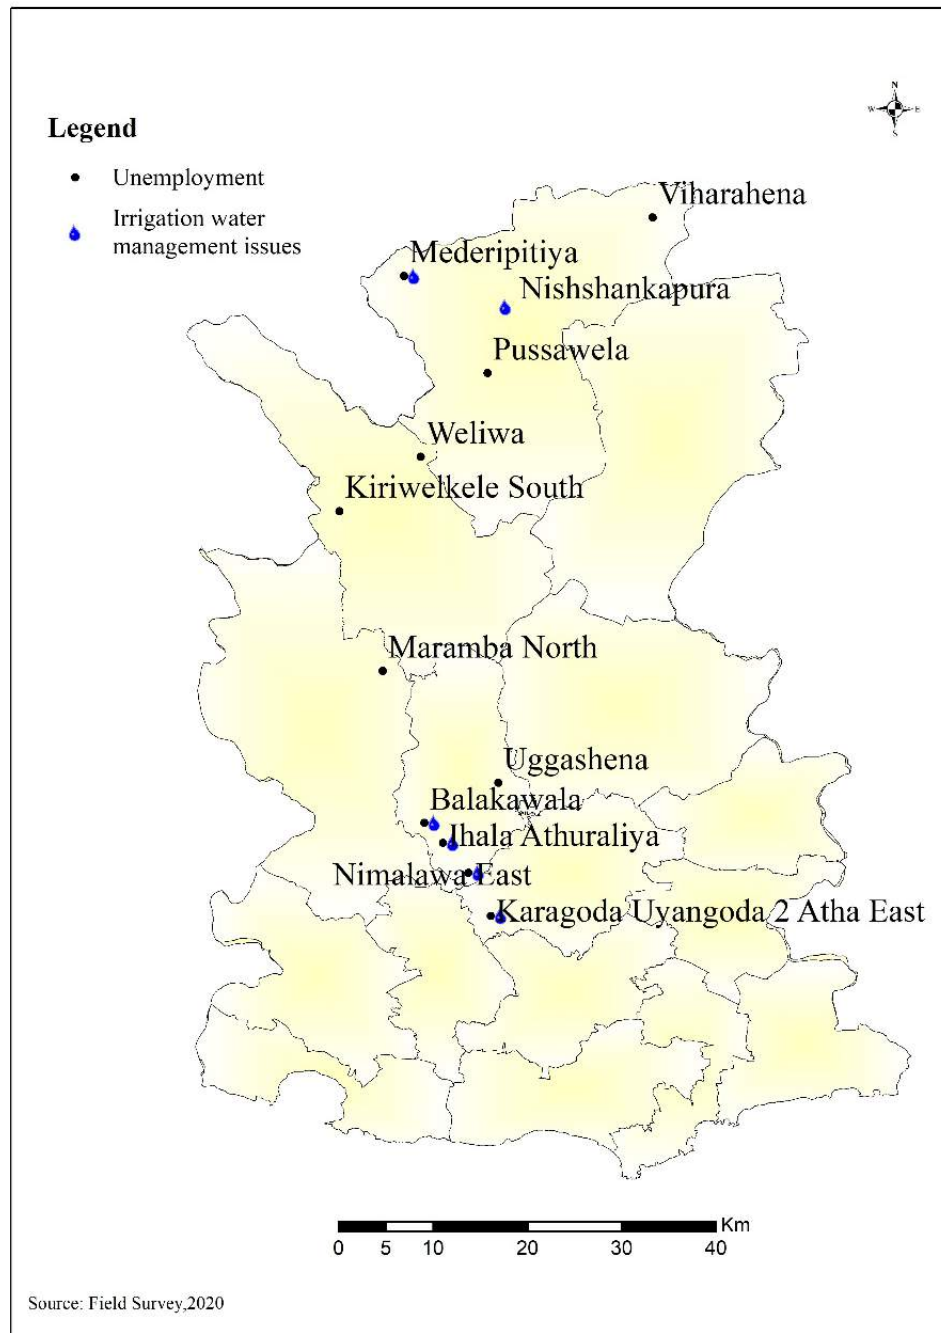 N
W E
S
Legend
Unemployment
Irrigation water
management issues
Viharahena
Mederipitiya
Nishshankapura
Pussawela
Weliwa
Kiriwelkele South
Maramba North
Uggashena
Balakawala
Ihala Athuraliya
Nimalawa East
Karagoda Uyangoda 2 Atha East
Km
0 5 10 20 30 40
Source: Field Survey,2020